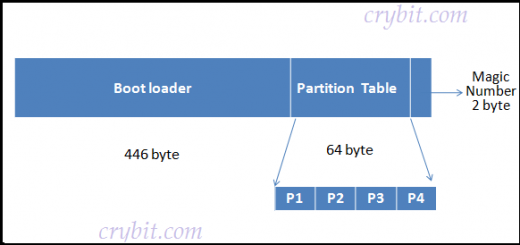 crybit.com
Boot loader
Partition Table
Magic
Number
2 byte
446 byte
64 byte
P1 P2 P3 P4
crybit.com